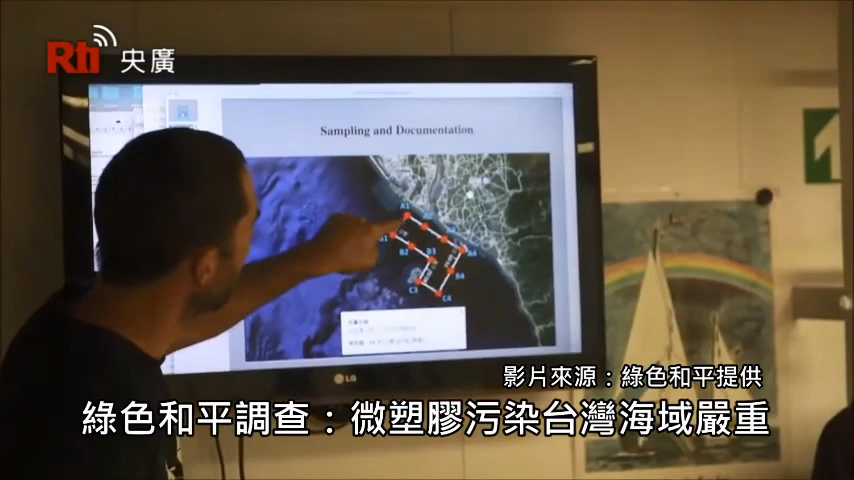 Rti 央廣
Sampling and Documentation
A1
A4
B2
B3
B4
C3
C4
LG
影片來源：綠色和平提供
綠色和平調查：微塑膠污染台灣海域嚴重